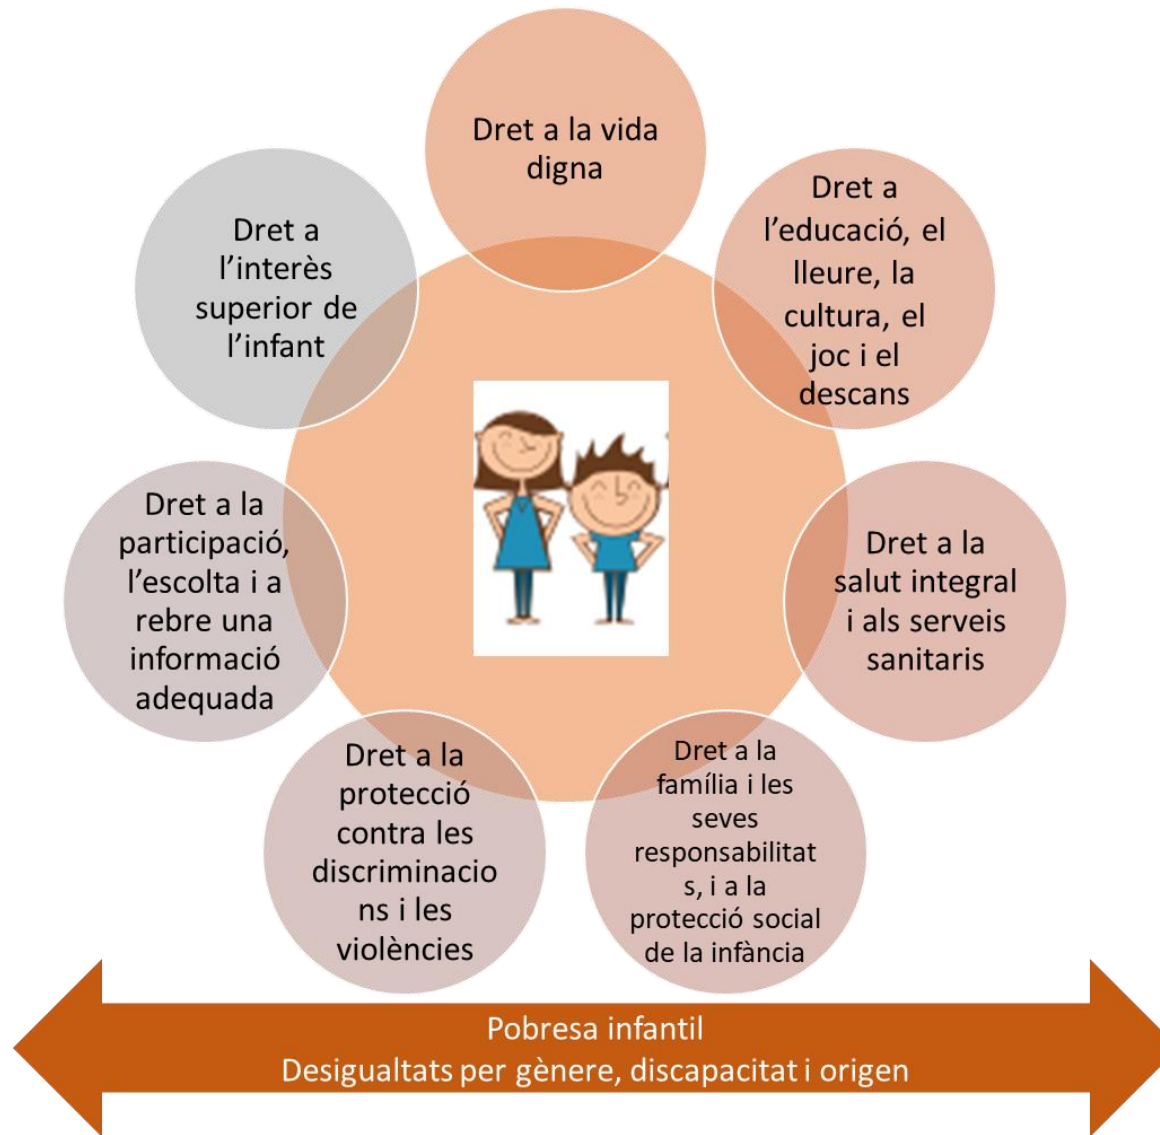 Dret a la vida
digna
Dret a
l’educació, el
lleure, la
cultura, el
joc i el
descans
Dret a la
salut integral
i als serveis
sanitaris
Dret a la
família i les
seves
responsabilitat
s, i a la
protecció social
de la infància
Dret a la
protecció
contra les
discriminacio
ns i les
violències
Dret a la
participació,
l’escolta i a
rebre una
informació
adequada
Dret a
l’interès
superior de
l’infant
Pobresa infantil
Desigualtats per gènere, discapacitat i origen